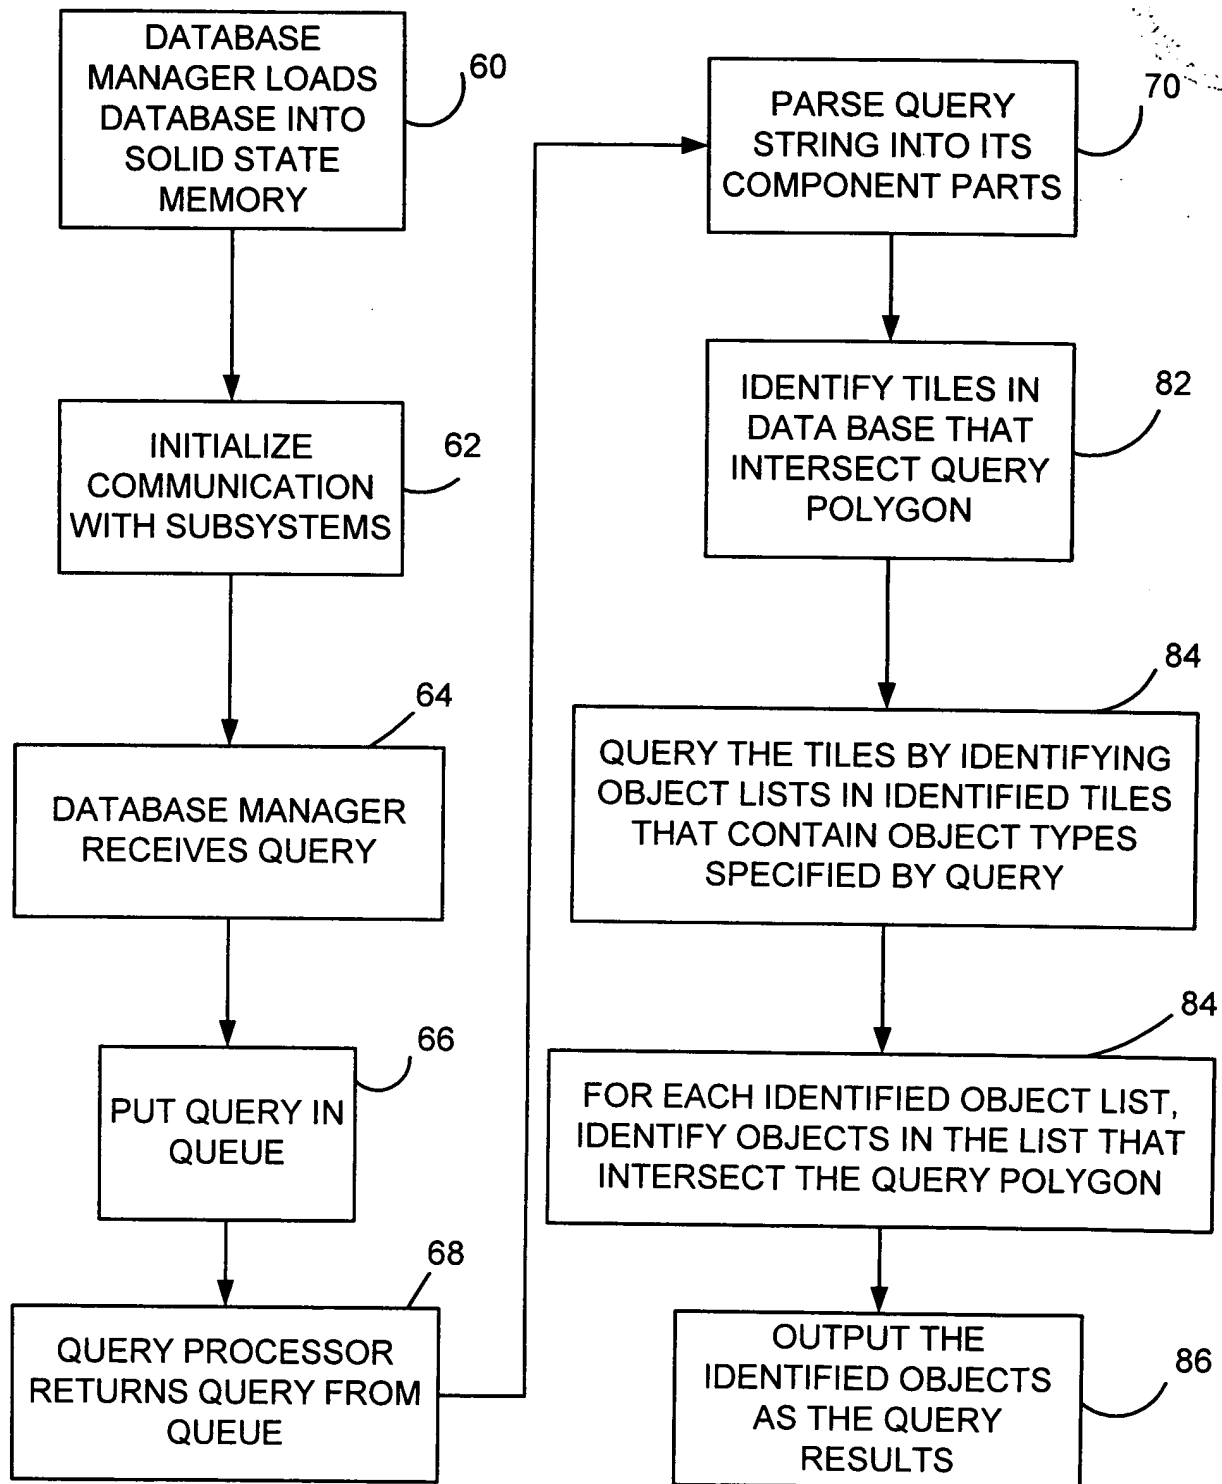 DATABASE
MANAGER LOADS
DATABASE INTO
SOLID STATE
MEMORY
60
INITIALIZE
COMMUNICATION
WITH SUBSYSTEMS
62
64
DATABASE MANAGER
RECEIVES QUERY
66
PUT QUERY IN
QUEUE
68
QUERY PROCESSOR
RETURNS QUERY FROM
QUEUE
70
PARSE QUERY
STRING INTO ITS
COMPONENT PARTS
82
IDENTIFY TILES IN
DATA BASE THAT
INTERSECT QUERY
POLYGON
84
QUERY THE TILES BY IDENTIFYING
OBJECT LISTS IN IDENTIFIED TILES
THAT CONTAIN OBJECT TYPES
SPECIFIED BY QUERY
84
FOR EACH IDENTIFIED OBJECT LIST,
IDENTIFY OBJECTS IN THE LIST THAT
INTERSECT THE QUERY POLYGON
OUTPUT THE
IDENTIFIED OBJECTS
AS THE QUERY
RESULTS
86